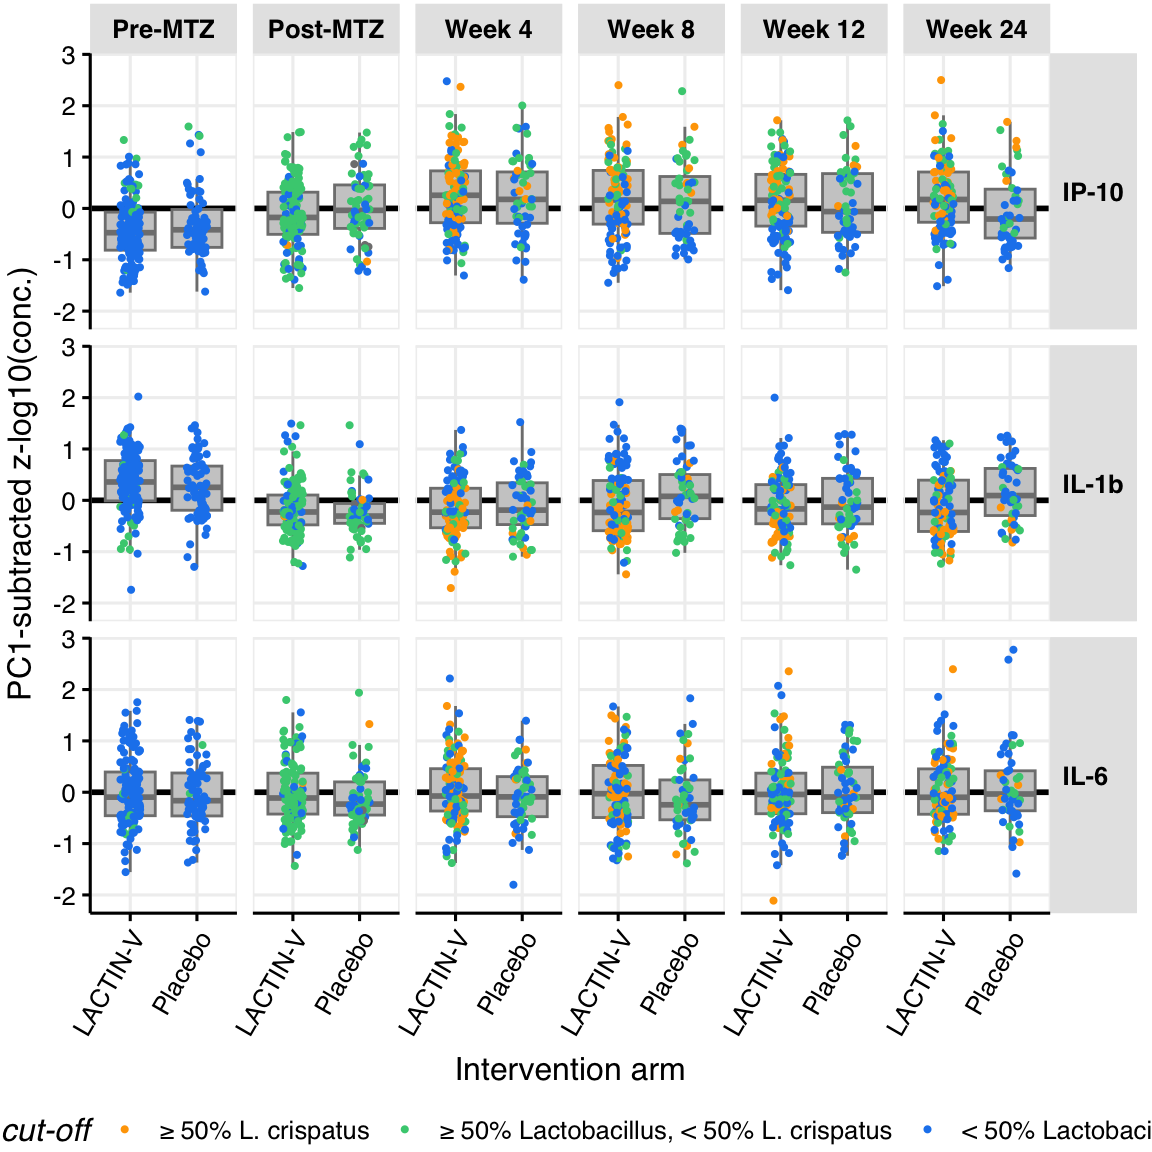 Pre-MTZ Post-MTZ Week 4 Week 8 Week 12 Week 24
PC1-subtracted z-log10(conc.)
3
2
1
0
-1
-2
IP-10
3
2
1
0
-1
-2
IL-1b
3
2
1
0
-1
-2
IL-6
LACTIN-V Placebo LACTIN-V Placebo LACTIN-V Placebo LACTIN-V Placebo LACTIN-V Placebo LACTIN-V Placebo
Intervention arm
cut-off ≥ 50% L. crispatus ≥ 50% Lactobacillus, < 50% L. crispatus < 50% Lactobaci